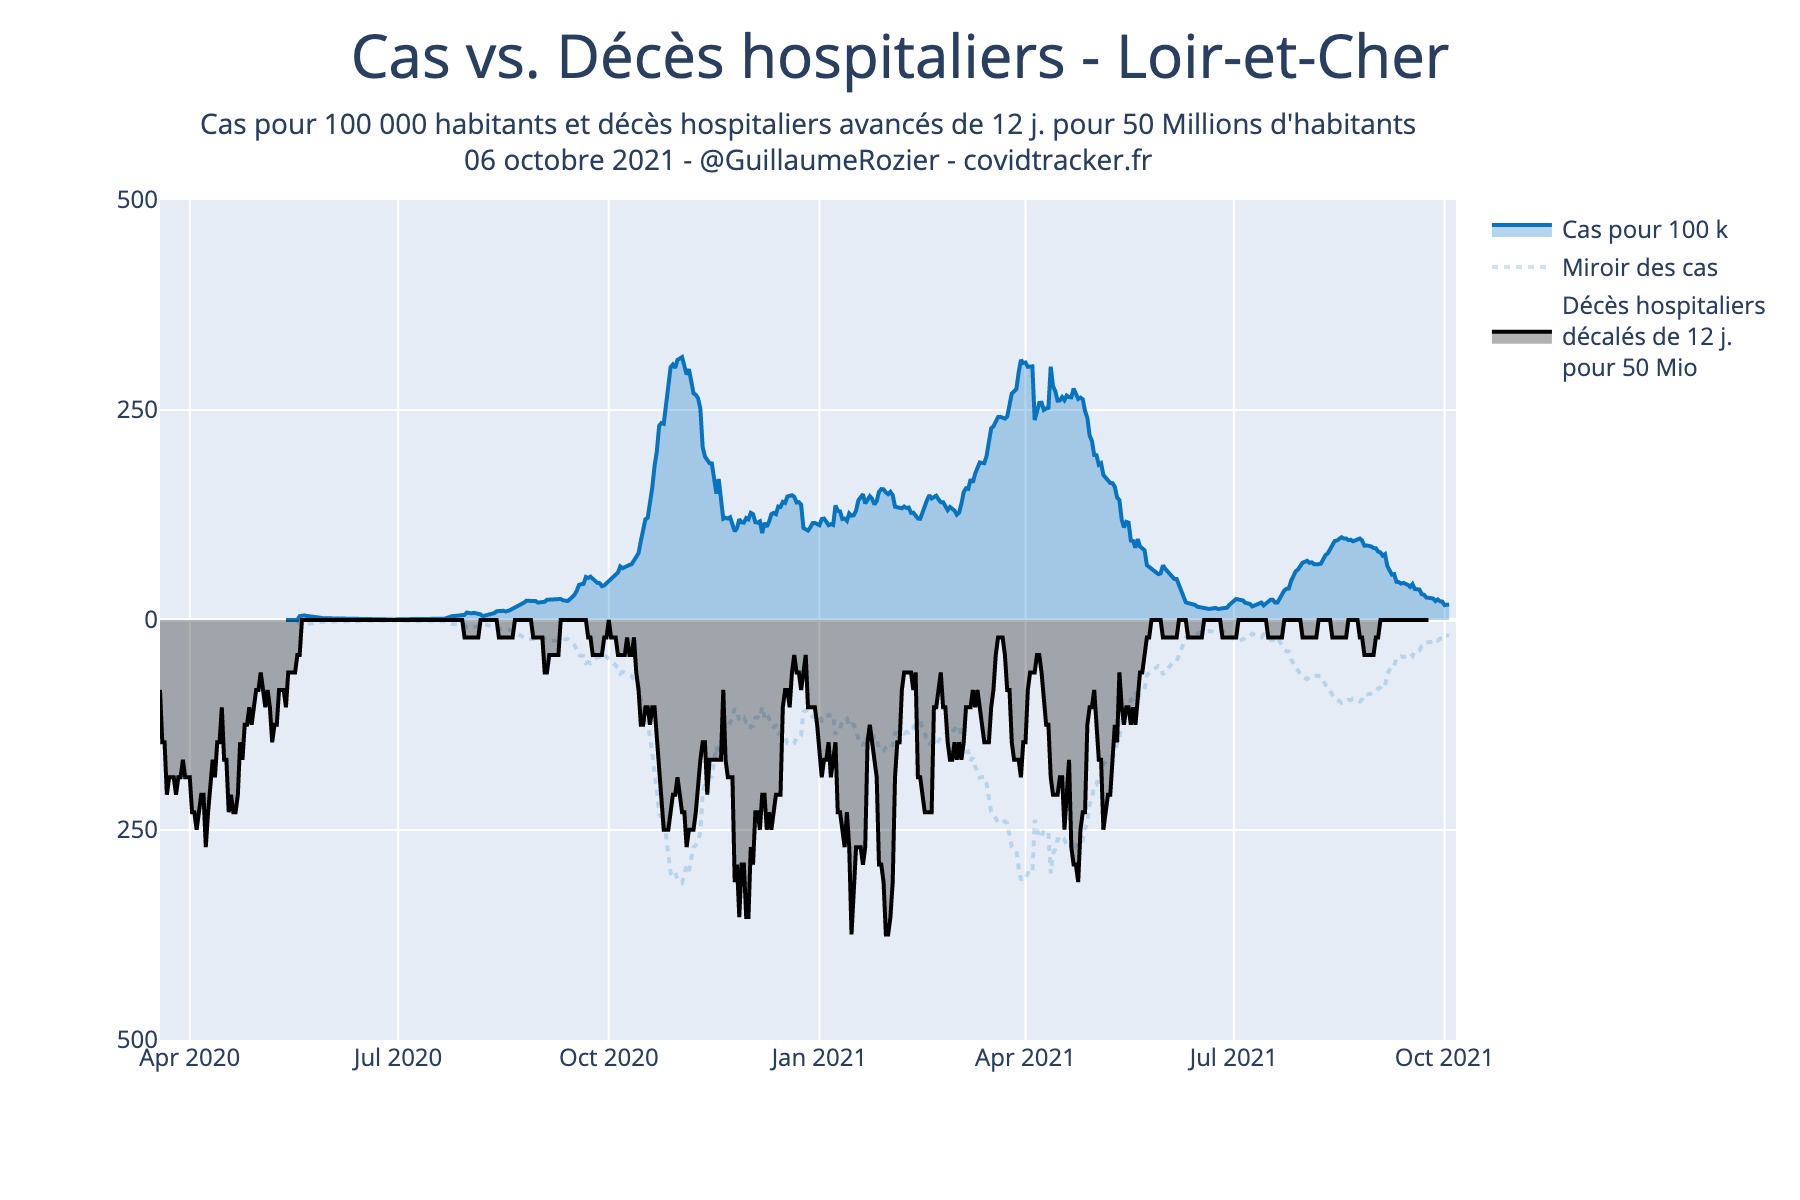 Cas vs. Décès hospitaliers - Loir-et-Cher
Cas pour 100 000 habitants et décès hospitaliers avancés de 12 j. pour 50 Millions d'habitants
06 octobre 2021 - @GuillaumeRozier - covidtracker.fr
500
250
0
250
500
Apr 2020
Jul 2020
Oct 2020
Jan 2021
Apr 2021
Jul 2021
Oct 2021
Cas pour 100 k
Miroir des cas
Décès hospitaliers
décalés de 12 j.
pour 50 Mio